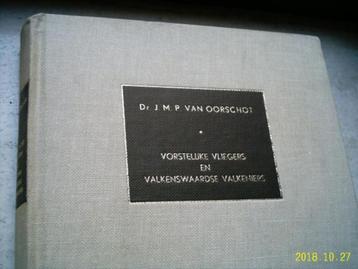 Dr J. M. P. VAN OORSCHOT
VORSTELIJKE VLIEGERS
EN
VALKENSWAARDSE VALKENIERS
2018.10.27